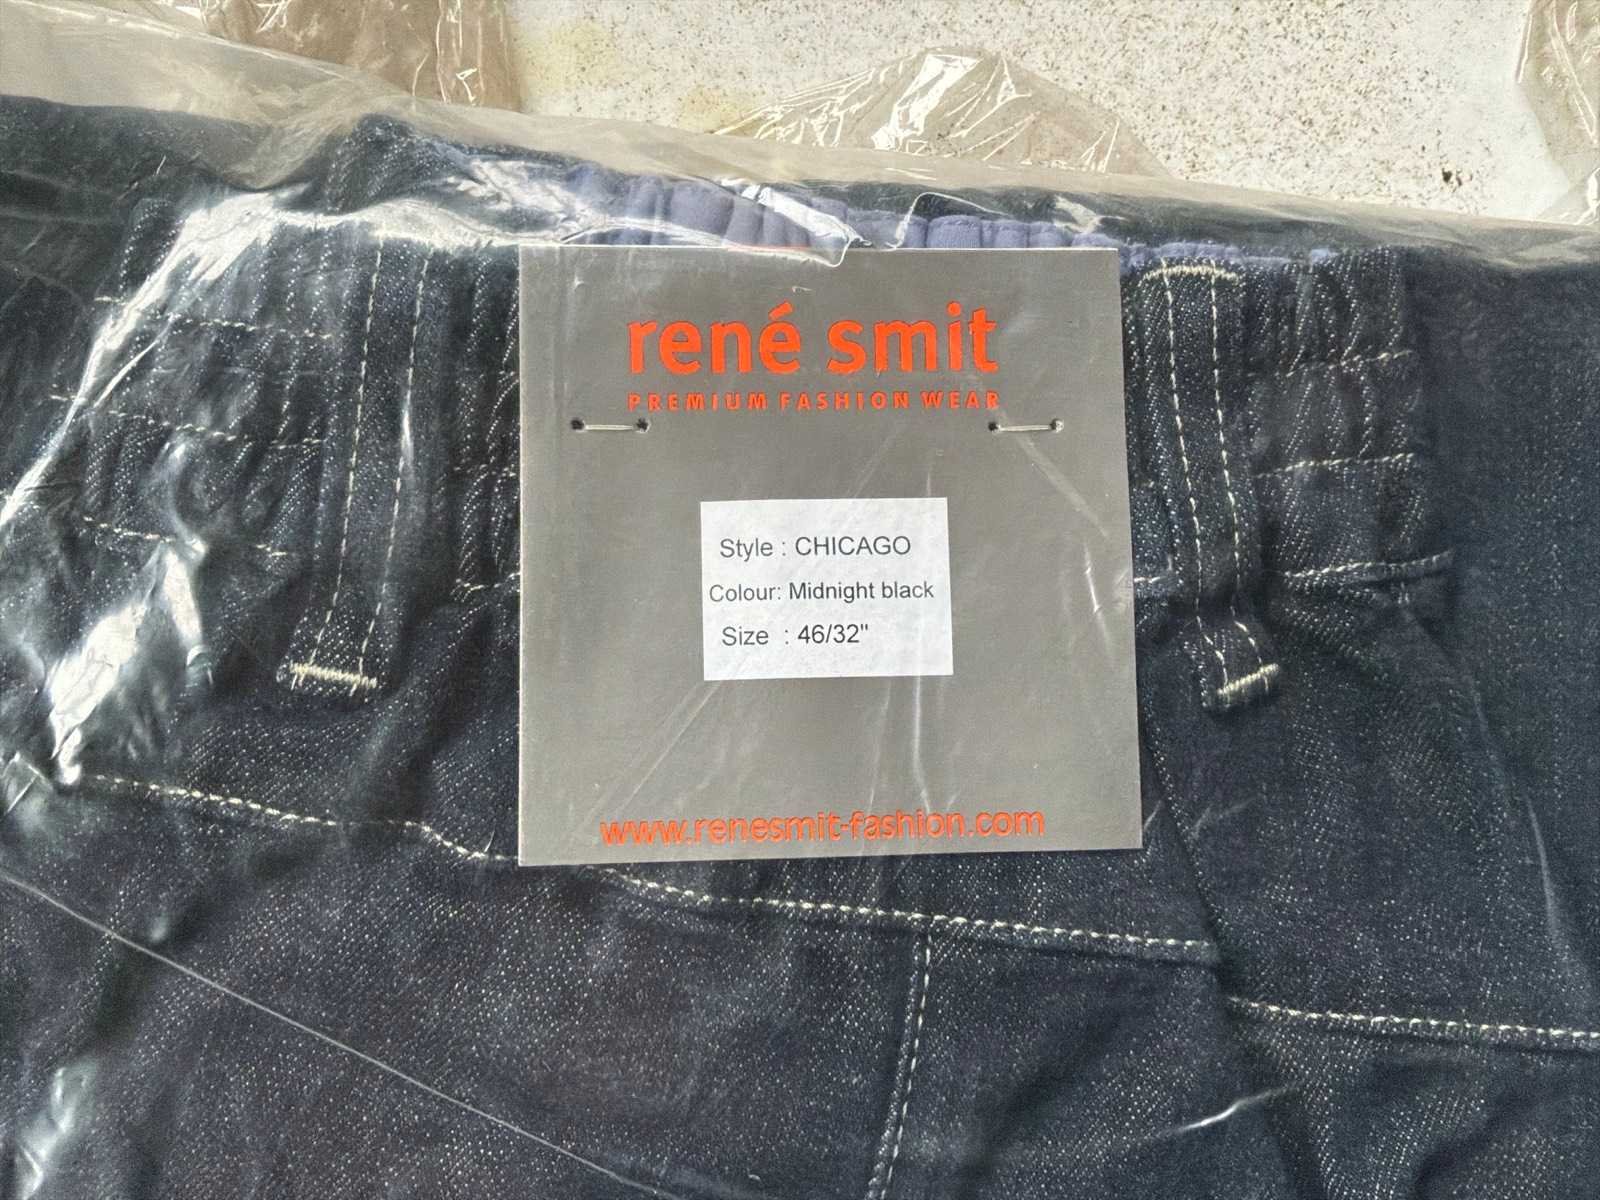 rené smit
PREMIUM FASHION WEAR
Style : CHICAGO
Colour: Midnight black
Size : 46/32"
www.renesmit-fashion.com